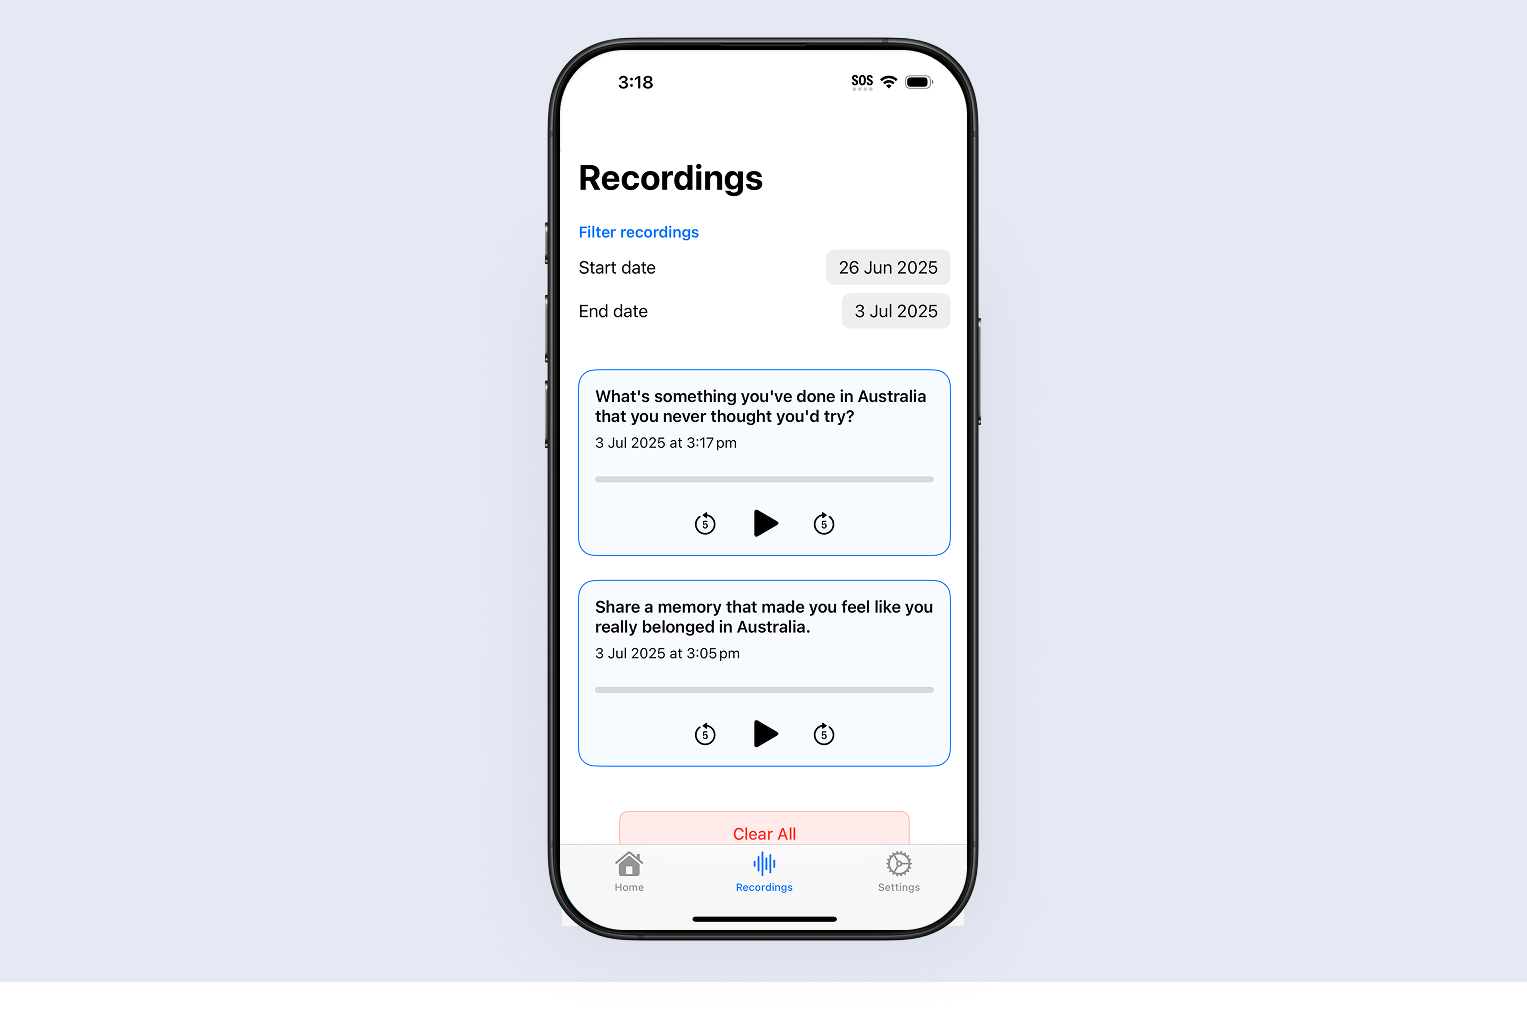 3:18
SOS
Recordings
Filter recordings
Start date
26 Jun 2025
End date
3 Jul 2025
What's something you've done in Australia
that you never thought you'd try?
3 Jul 2025 at 3:17 pm
5
5
Share a memory that made you feel like you
really belonged in Australia.
3 Jul 2025 at 3:05 pm
5
5
Clear All
Home
Recordings
Settings